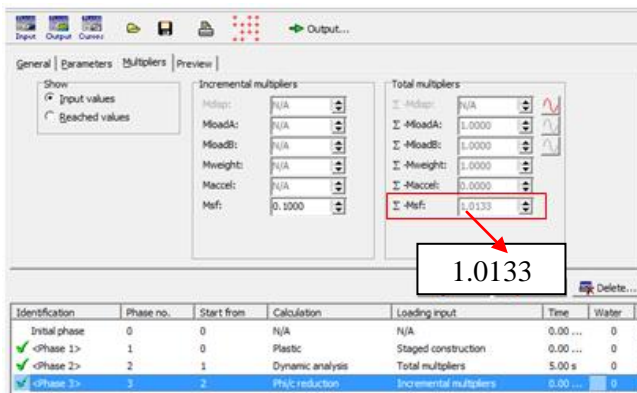 Input Output Curves Output...
General Parameters Multipliers Preview
Show Incremental multipliers Total multipliers
Input values Mdisp: N/A Σ -Mdisp: N/A
Reached values MloadA: N/A Σ -MloadA: 1.0000
MloadB: N/A Σ -MloadB: 1.0000
Mweight: N/A Σ -Mweight: 1.0000
Maccel: N/A Σ -Maccel: 0.0000
Msf: 0.1000 Σ -Msf: 1.0133
1.0133
Delete...
Identification Phase no. Start from Calculation Loading input Time Water
Initial phase 0 0 N/A N/A 0.00 ... 0
<Phase 1> 1 0 Plastic Staged construction 0.00 ... 0
<Phase 2> 2 1 Dynamic analysis Total multipliers 5.00 s 0
<Phase 3> 3 2 Phi/c reduction Incremental multipliers 0.00 ... 0